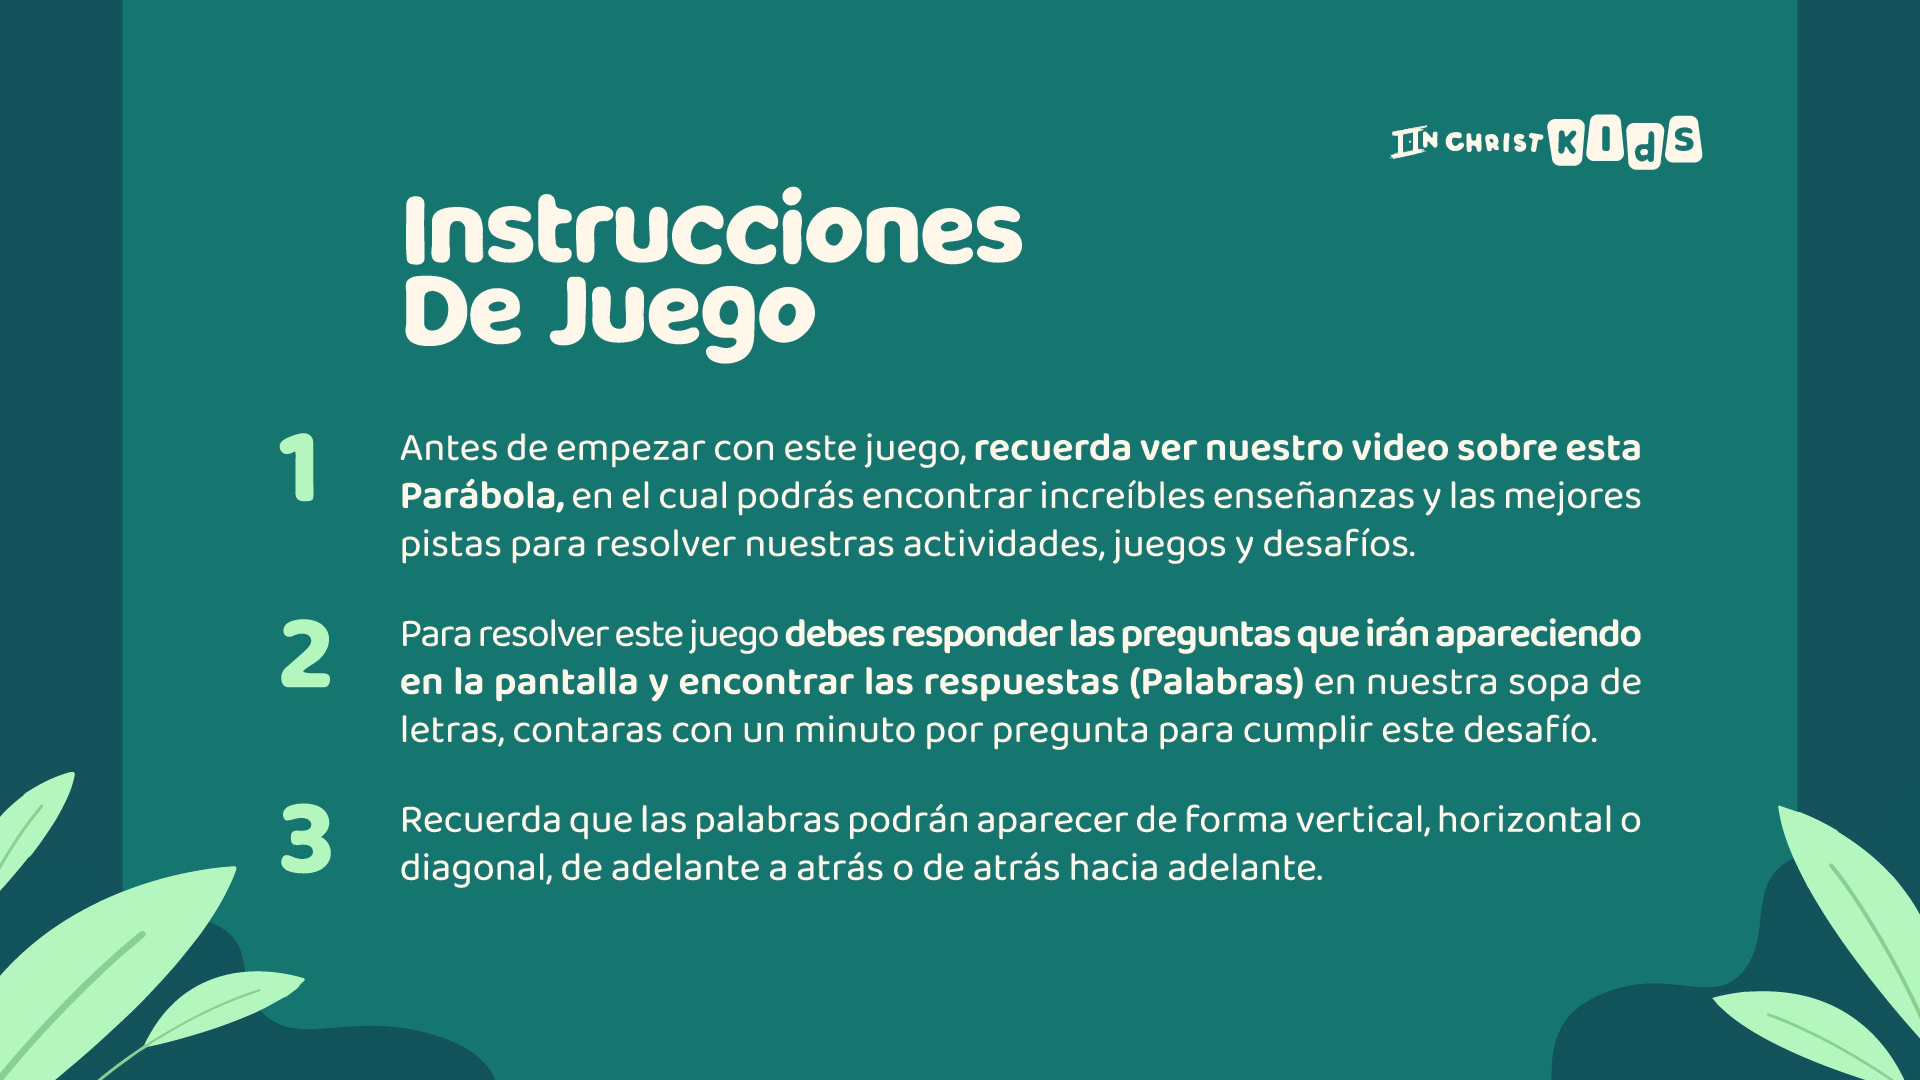 IN CHRIST KIdS
Instrucciones
De Juego
1
Antes de empezar con este juego, recuerda ver nuestro video sobre esta
Parábola, en el cual podrás encontrar increíbles enseñanzas y las mejores
pistas para resolver nuestras actividades, juegos y desafíos.
2
Para resolver este juego debes responder las preguntas que irán apareciendo
en la pantalla y encontrar las respuestas (Palabras) en nuestra sopa de
letras, contaras con un minuto por pregunta para cumplir este desafío.
3
Recuerda que las palabras podrán aparecer de forma vertical, horizontal o
diagonal, de adelante a atrás o de atrás hacia adelante.